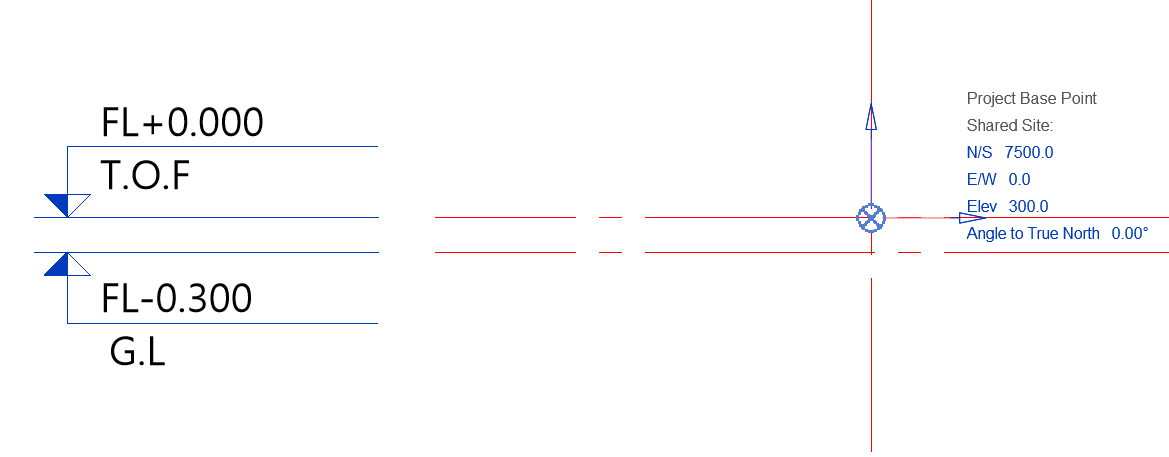 FL+0.000
T.O.F
FL-0.300
G.L
Project Base Point
Shared Site:
N/S 7500.0
E/W 0.0
Elev 300.0
Angle to True North 0.00°